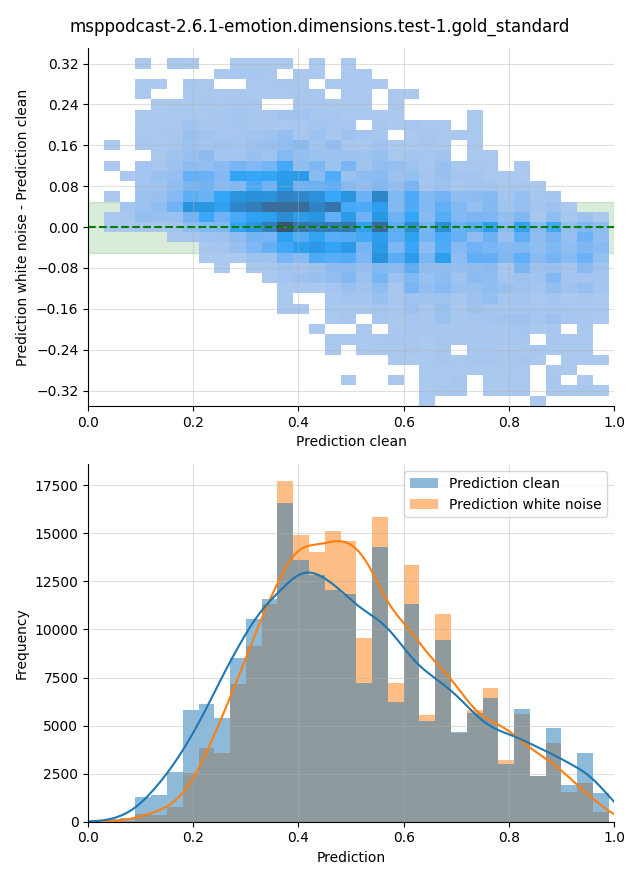 msppodcast-2.6.1-emotion.dimensions.test-1.gold_standard
Prediction white noise - Prediction clean
0.32
0.24
0.16
0.08
0.00
−0.08
−0.16
−0.24
−0.32
0.0 0.2 0.4 0.6 0.8 1.0
Prediction clean
Frequency
17500
15000
12500
10000
7500
5000
2500
0
Prediction clean
Prediction white noise
0.0 0.2 0.4 0.6 0.8 1.0
Prediction